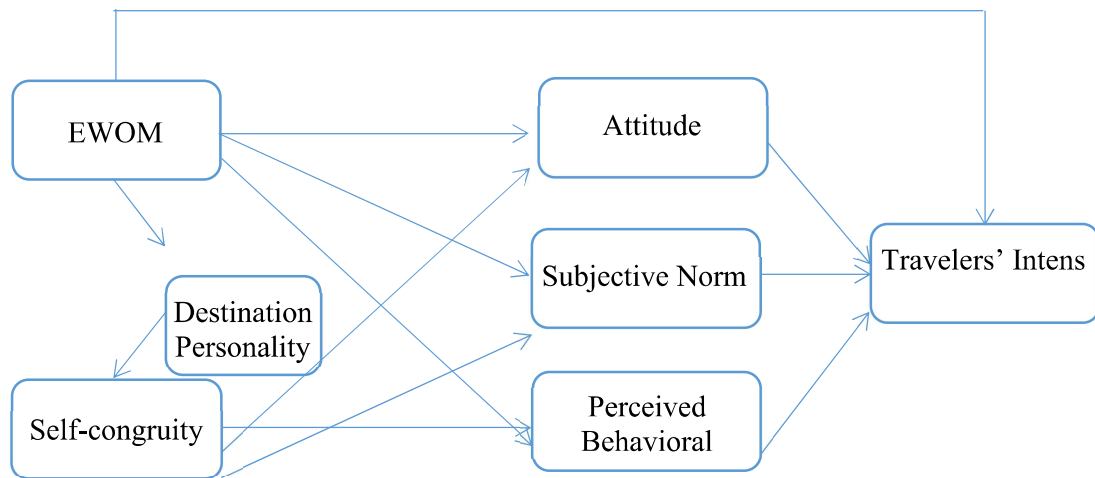 EWOM
Attitude
Subjective Norm
Travelers’ Intens
Destination
Personality
Self-congruity
Perceived
Behavioral